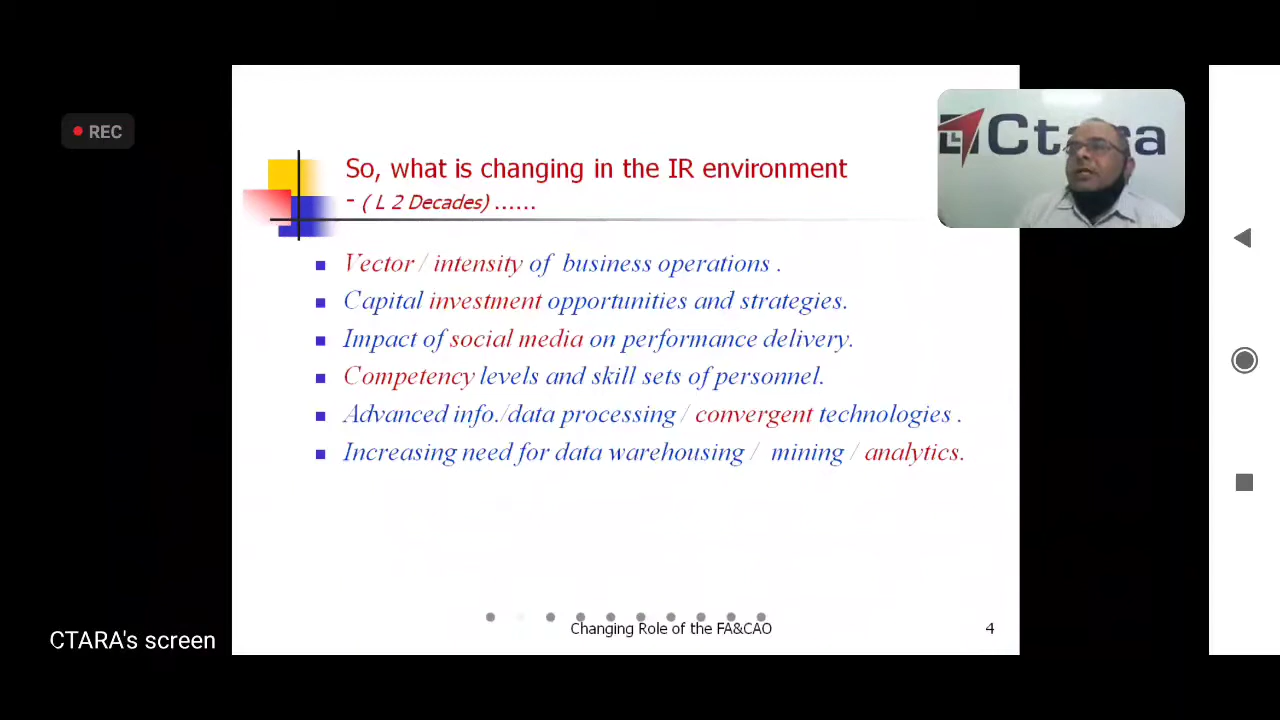 REC
Ctara
So, what is changing in the IR environment
- ( L 2 Decades) ......
Vector / intensity of business operations .
Capital investment opportunities and strategies.
Impact of social media on performance delivery.
Competency levels and skill sets of personnel.
Advanced info./data processing / convergent technologies .
Increasing need for data warehousing / mining / analytics.
Changing Role of the FA&CAO
4
CTARA's screen